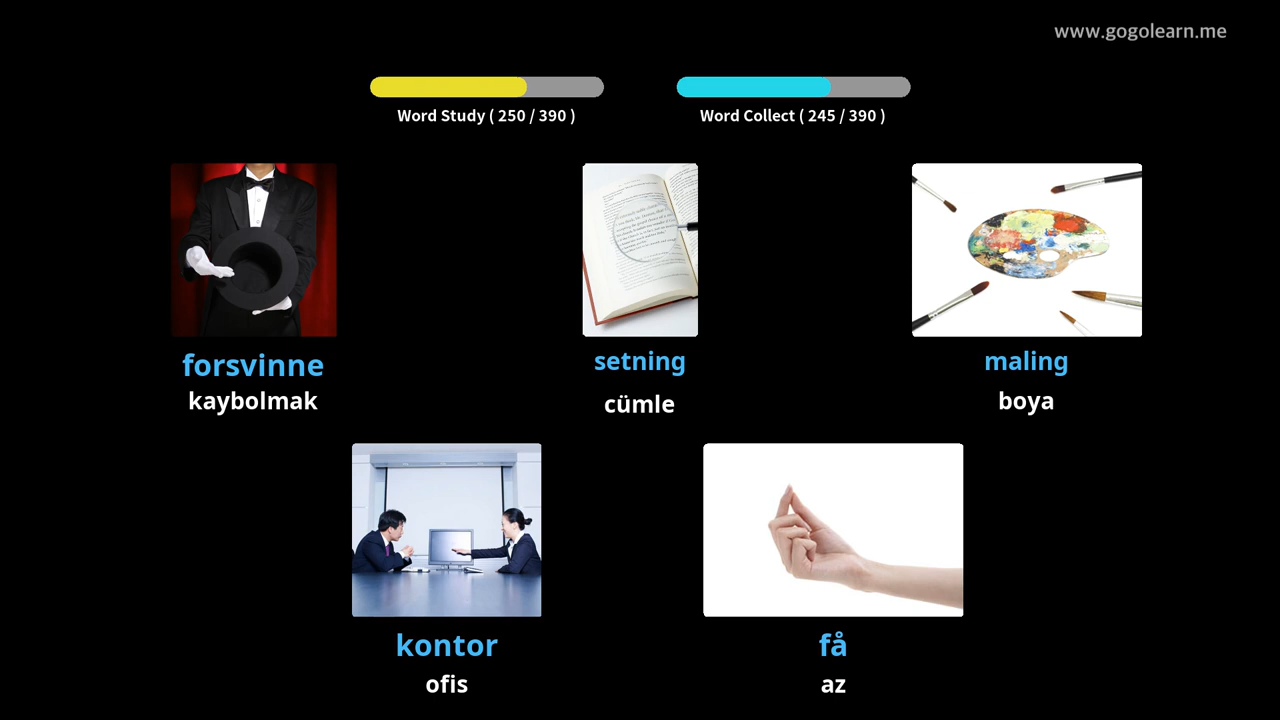 www.gogolearn.me
Word Study ( 250 / 390 )
Word Collect ( 245 / 390 )
forsvinne
kaybolmak
setning
cümle
maling
boya
kontor
ofis
få
az